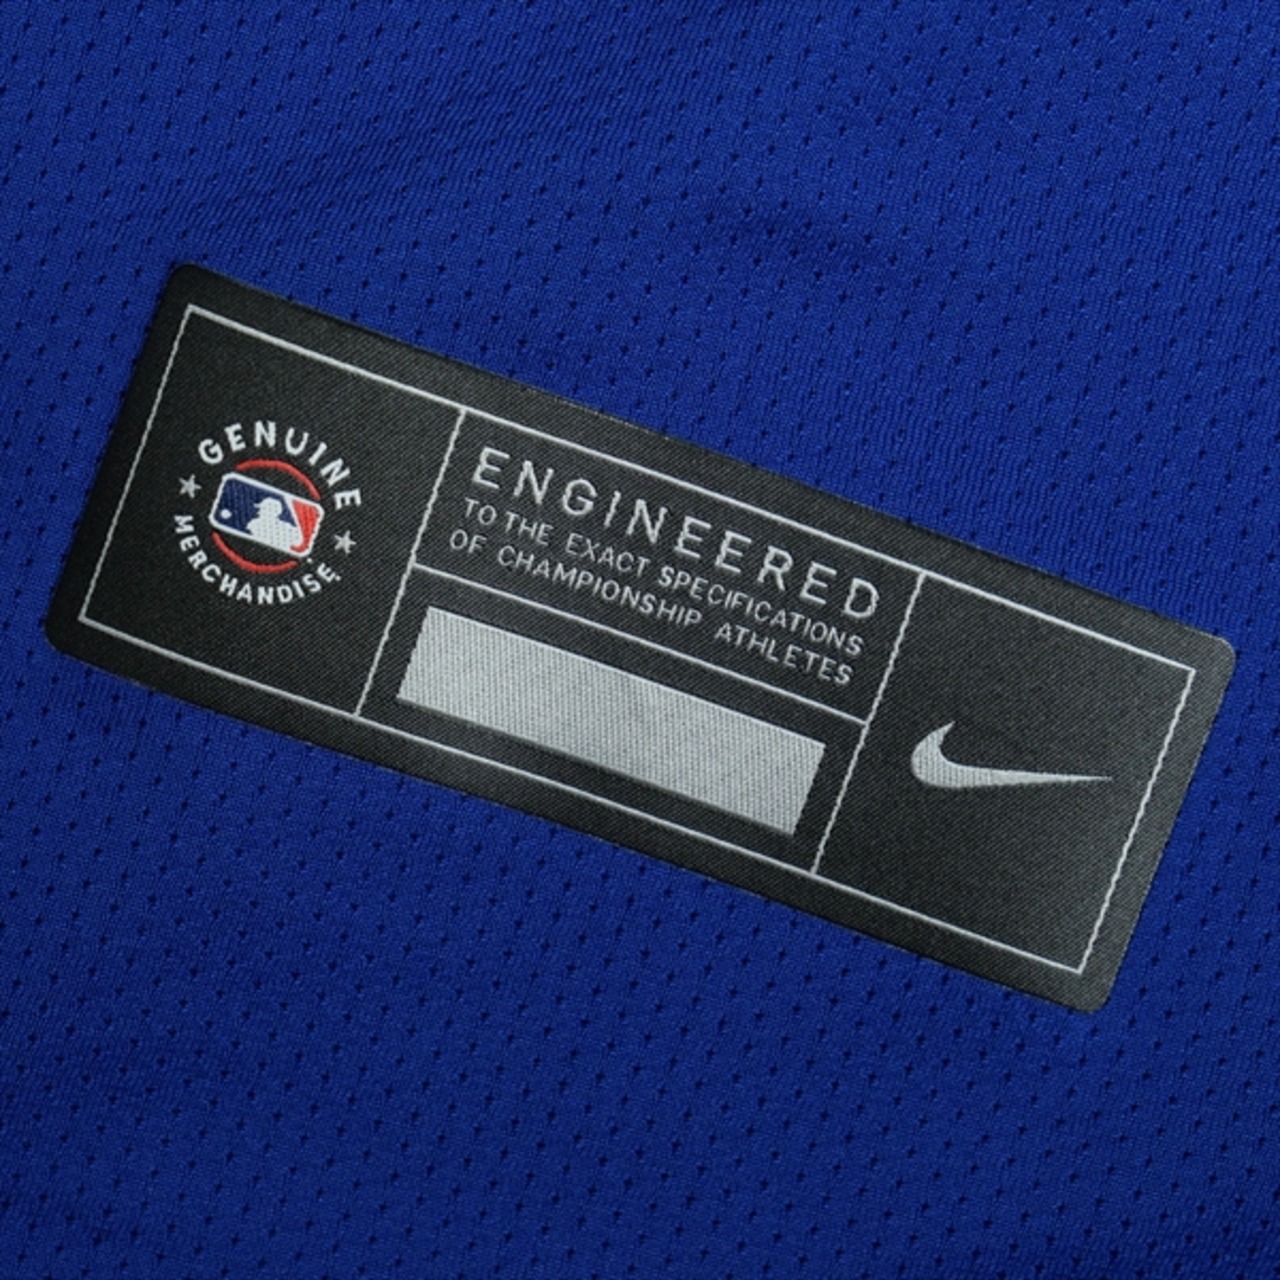 GENUINE
MERCHANDISE
ENGINEERED
TO THE EXACT SPECIFICATIONS
OF CHAMPIONSHIP ATHLETES